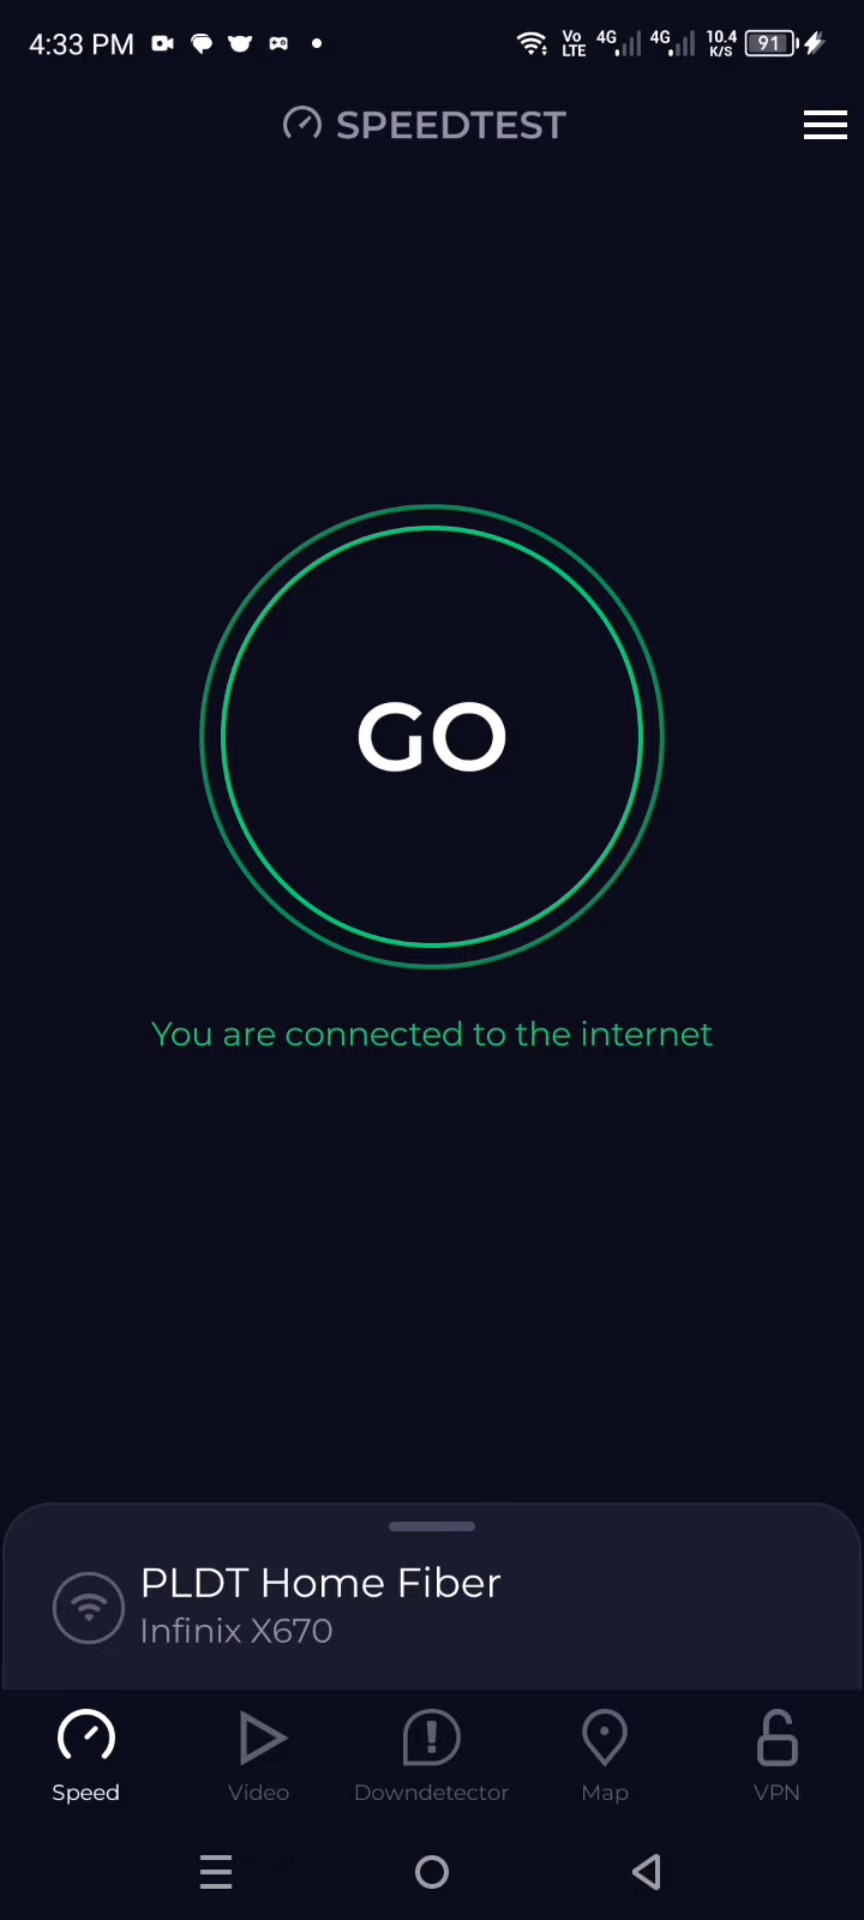 4:33 PM Vo LTE 4G 4G 10.4 K/S 91
SPEEDTEST
GO
You are connected to the internet
PLDT Home Fiber
Infinix X670
Speed Video Downdetector Map VPN